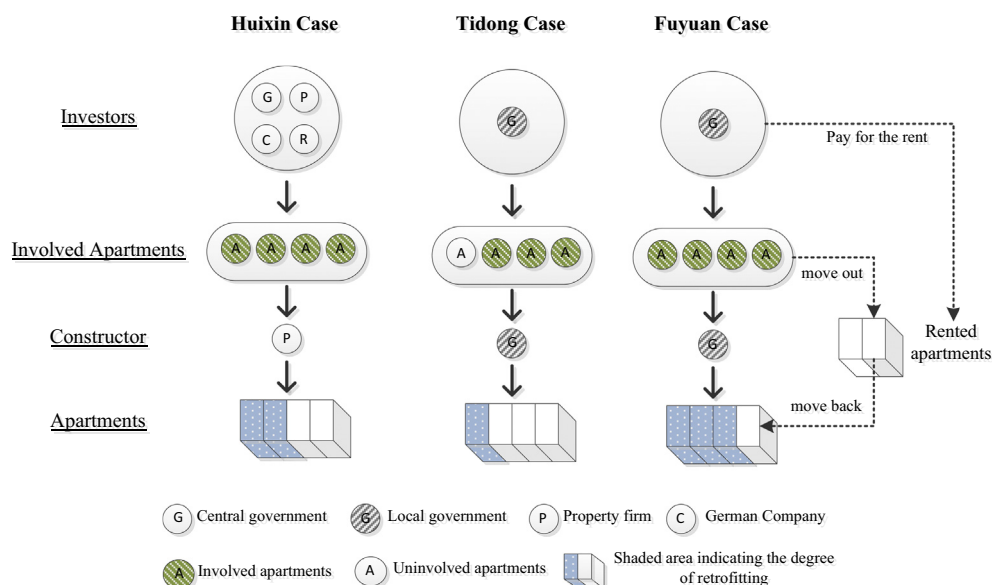 Huixin Case Tidong Case Fuyuan Case
Investors
G P
C R
G
G
Pay for the rent
Involved Apartments
A A A A
A A A A
A A A A
move out
Constructor
P
G
G
Rented
apartments
Apartments
move back
G Central government
G Local government
P Property firm
C German Company
A Involved apartments
A Uninvolved apartments
Shaded area indicating the degree
of retrofitting